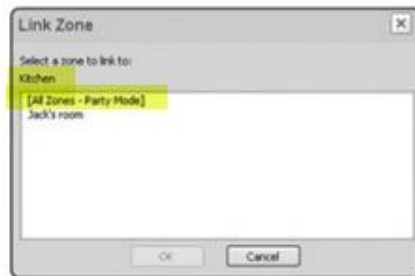 Link Zone
Select a zone to link to:
Kitchen
[All Zones - Party Mode]
Jack's room
OK
Cancel